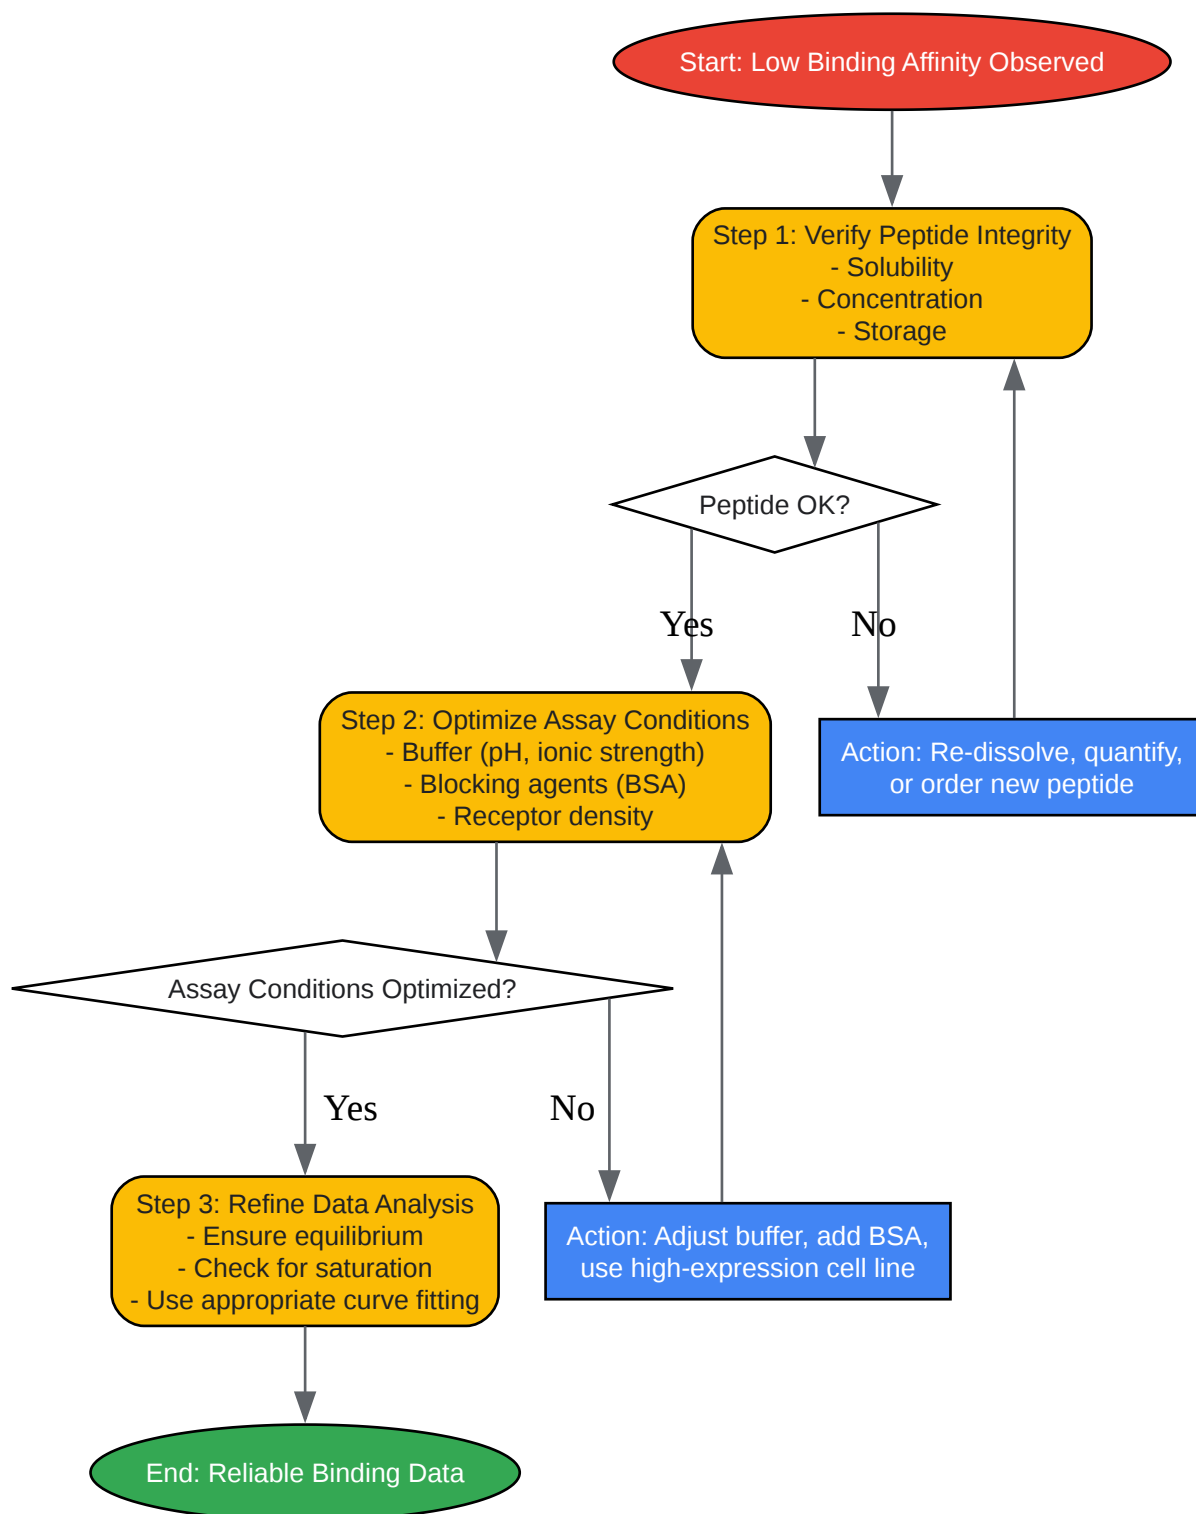 Start: Low Binding Affinity Observed
Step 1: Verify Peptide Integrity
- Solubility
- Concentration
- Storage
Peptide OK?
Yes
No
Step 2: Optimize Assay Conditions
- Buffer (pH, ionic strength)
- Blocking agents (BSA)
- Receptor density
Action: Re-dissolve, quantify,
or order new peptide
Assay Conditions Optimized?
Yes
No
Step 3: Refine Data Analysis
- Ensure equilibrium
- Check for saturation
- Use appropriate curve fitting
Action: Adjust buffer, add BSA,
use high-expression cell line
End: Reliable Binding Data